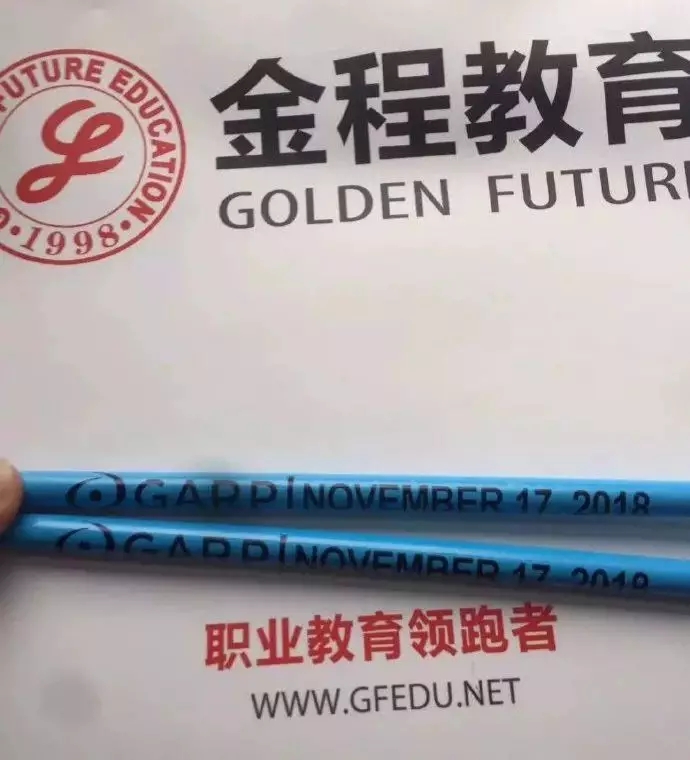 FUTURE EDUCATION
·1998·
金程教育
GOLDEN FUTURE
GARP | NOVEMBER 17, 2018
GARP | NOVEMBER 17, 2018
职业教育领跑者
WWW.GFEDU.NET